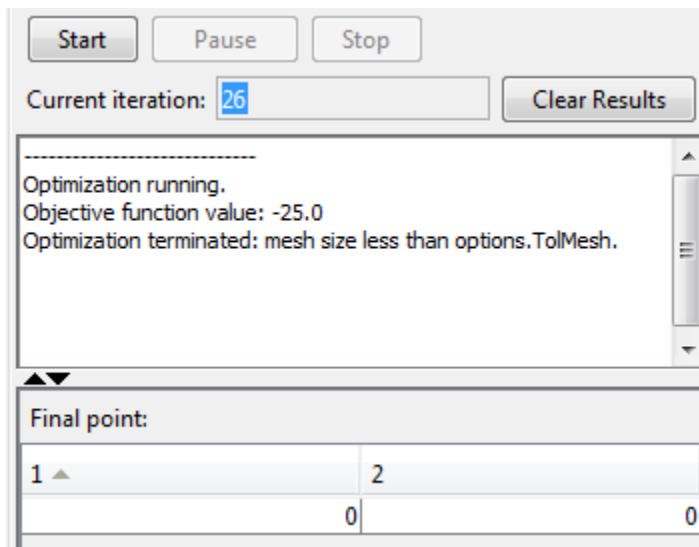 Start Pause Stop
Current iteration: 26 Clear Results
------------------------------
Optimization running.
Objective function value: -25.0
Optimization terminated: mesh size less than options.TolMesh.
Final point:
1 2
0 0